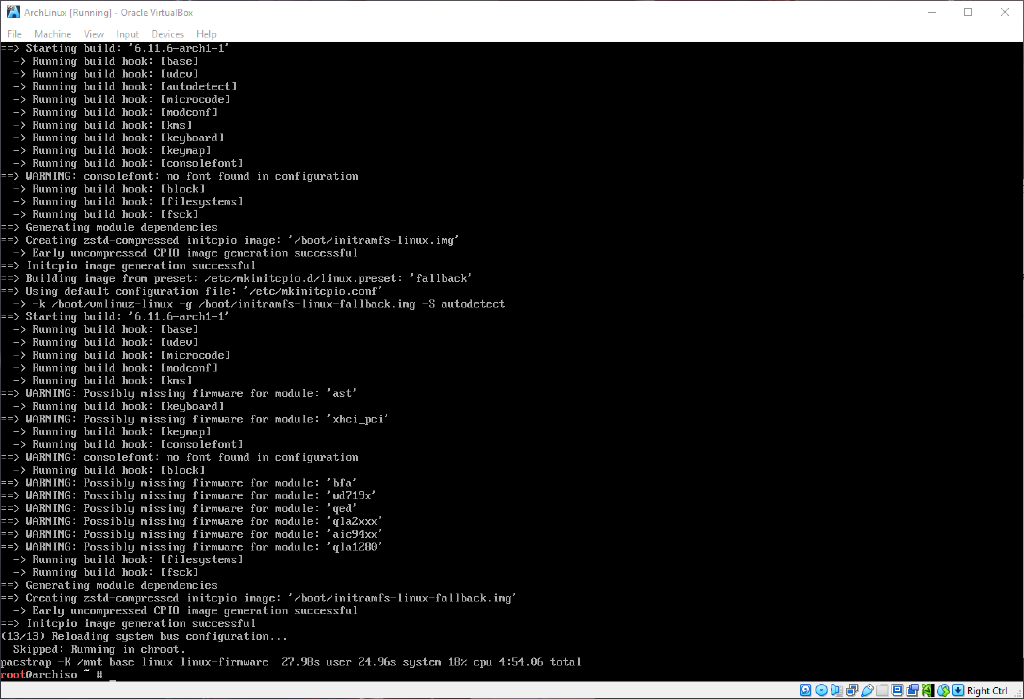 ArchLinux [Running] - Oracle VirtualBox
File Machine View Input Devices Help
==> Starting build: '6.11.6-arch1-1'
-> Running build hook: [base]
-> Running build hook: [udev]
-> Running build hook: [autodetect]
-> Running build hook: [microcode]
-> Running build hook: [modconf]
-> Running build hook: [kms]
-> Running build hook: [keyboard]
-> Running build hook: [keymap]
-> Running build hook: [consolefont]
==> WARNING: consolefont: no font found in configuration
-> Running build hook: [block]
-> Running build hook: [filesystems]
-> Running build hook: [fsck]
==> Generating module dependencies
==> Creating zstd-compressed initcpio image: '/boot/initramfs-linux.img'
-> Early uncompressed CPIO image generation successful
==> Initcpio image generation successful
==> Building image from preset: /etc/mkinitcpio.d/linux.preset: 'fallback'
==> Using default configuration file: '/etc/mkinitcpio.conf'
-> -k /boot/vmlinuz-linux -g /boot/initramfs-linux-fallback.img -S autodetect
==> Starting build: '6.11.6-arch1-1'
-> Running build hook: [base]
-> Running build hook: [udev]
-> Running build hook: [microcode]
-> Running build hook: [modconf]
-> Running build hook: [kms]
==> WARNING: Possibly missing firmware for module: 'ast'
-> Running build hook: [keyboard]
==> WARNING: Possibly missing firmware for module: 'xhci_pci'
-> Running build hook: [keymap]
-> Running build hook: [consolefont]
==> WARNING: consolefont: no font found in configuration
-> Running build hook: [block]
==> WARNING: Possibly missing firmware for module: 'bfa'
==> WARNING: Possibly missing firmware for module: 'wd719x'
==> WARNING: Possibly missing firmware for module: 'qed'
==> WARNING: Possibly missing firmware for module: 'qla2xxx'
==> WARNING: Possibly missing firmware for module: 'aic94xx'
==> WARNING: Possibly missing firmware for module: 'qla1280'
-> Running build hook: [filesystems]
-> Running build hook: [fsck]
==> Generating module dependencies
==> Creating zstd-compressed initcpio image: '/boot/initramfs-linux-fallback.img'
-> Early uncompressed CPIO image generation successful
==> Initcpio image generation successful
(13/13) Reloading system bus configuration...
Skipped: Running in chroot.
pacstrap -K /mnt base linux linux-firmware 27.98s user 24.96s system 18% cpu 4:54.06 total
root@archiso ~ # _
Right Ctrl